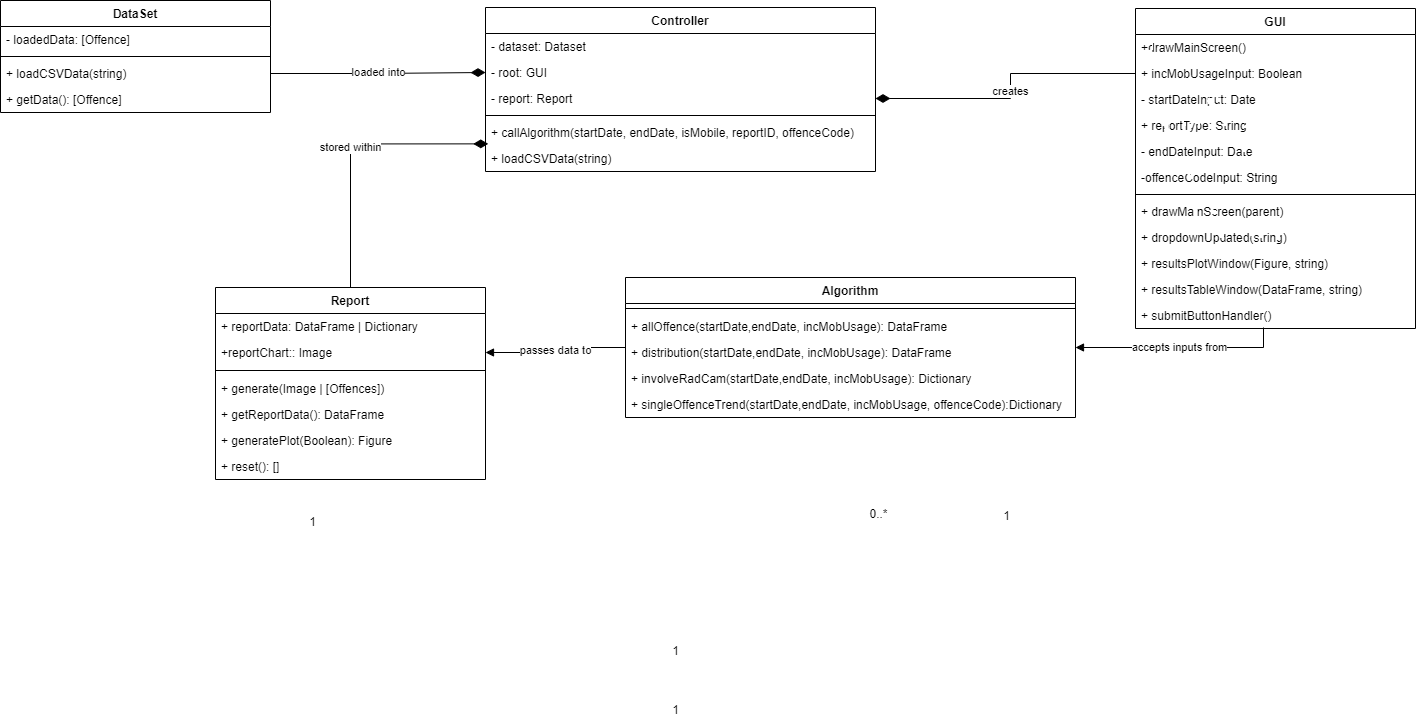 DataSet
- loadedData: [Offence]
+ loadCSVData(string)
+ getData(): [Offence]
loaded into
Controller
- dataset: Dataset
- root: GUI
- report: Report
+ callAlgorithm(startDate, endDate, isMobile, reportID, offenceCode)
+ loadCSVData(string)
creates
stored within
GUI
+drawMainScreen()
+ incMobUsageInput: Boolean
- startDateInput: Date
+ reportType: String
- endDateInput: Date
-offenceCodeInput: String
+ drawMainScreen(parent)
+ dropdownUpdated(string)
+ resultsPlotWindow(Figure, string)
+ resultsTableWindow(DataFrame, string)
+ submitButtonHandler()
Report
+ reportData: DataFrame | Dictionary
+reportChart:: Image
+ generate(Image | [Offences])
+ getReportData(): DataFrame
+ generatePlot(Boolean): Figure
+ reset(): []
passes data to
Algorithm
+ allOffence(startDate,endDate, incMobUsage): DataFrame
+ distribution(startDate,endDate, incMobUsage): DataFrame
+ involveRadCam(startDate,endDate, incMobUsage): Dictionary
+ singleOffenceTrend(startDate,endDate, incMobUsage, offenceCode):Dictionary
accepts inputs from
1
0..*
1
1
1